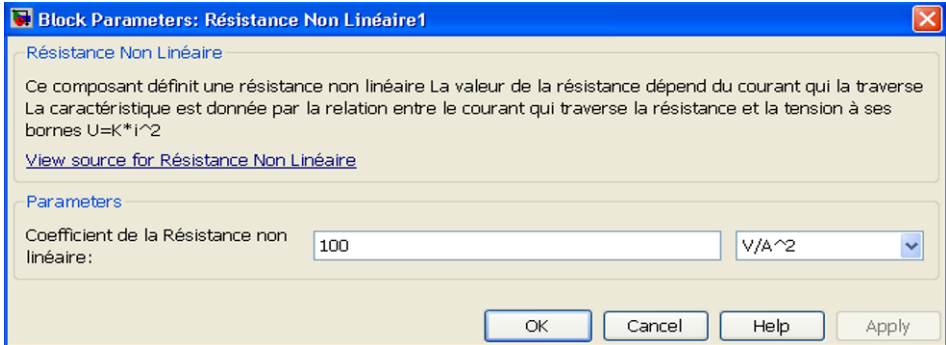 Block Parameters: Résistance Non Linéaire1
Résistance Non Linéaire
Ce composant définit une résistance non linéaire La valeur de la résistance dépend du courant qui la traverse
La caractéristique est donnée par la relation entre le courant qui traverse la résistance et la tension à ses
bornes U=K*i^2
View source for Résistance Non Linéaire
Parameters
Coefficient de la Résistance non
linéaire:
100
V/A^2
OK
Cancel
Help
Apply